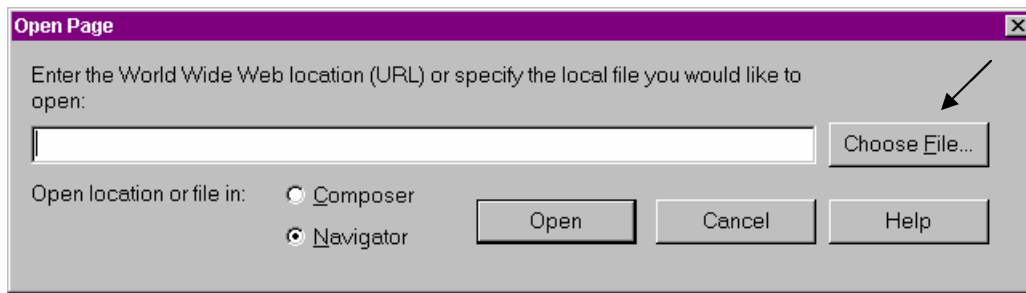 Open Page
Enter the World Wide Web location (URL) or specify the local file you would like to
open:
Choose File...
Open location or file in:
Composer
Navigator
Open
Cancel
Help